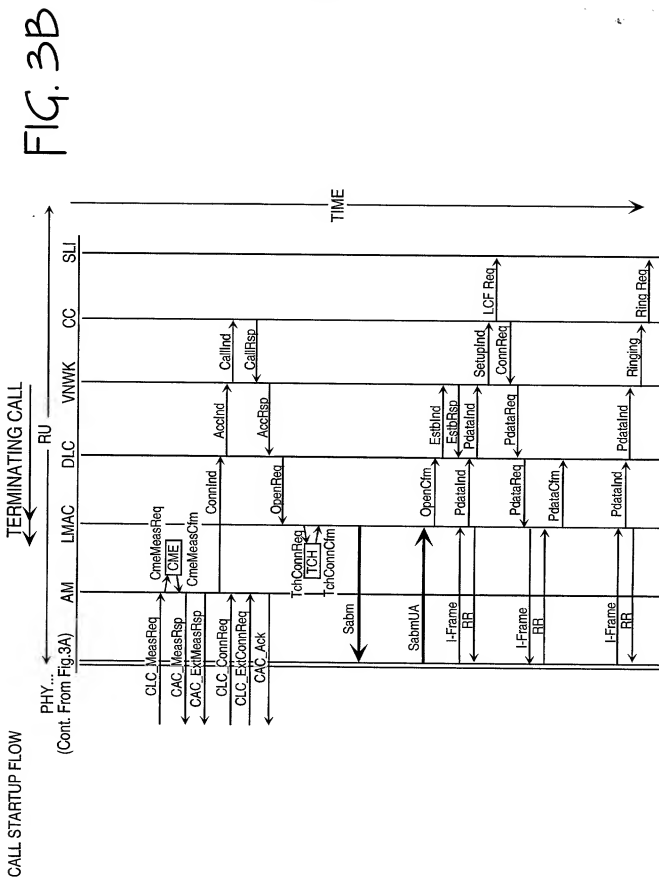 FIG. 3B
CALL STARTUP FLOW
TERMINATING CALL
RU
PHY...
(Cont. From Fig.3A)
AM
LMAC
DLC
VNWK
CC
SLI
TIME
CLC_MeasReq
CmeMeasReq
CME
CAC_MeasRsp
CmeMeasCfm
CAC_ExtMeasRsp
ConnInd
AccInd
CallInd
CLC_ConnReq
CLC_ExtConnReq
CallRsp
AccRsp
CAC_Ack
OpenReq
TchConnReq
TCH
TchConnCfm
Sabm
SabmUA
OpenCfm
EstbInd
EstbRsp
I-Frame
PdataInd
PdataInd
RR
SetupInd
LCF Req
ConnReq
PdataReq
PdataReq
I-Frame
RR
PdataCfm
I-Frame
PdataInd
PdataInd
Ringing
RR
Ring Req